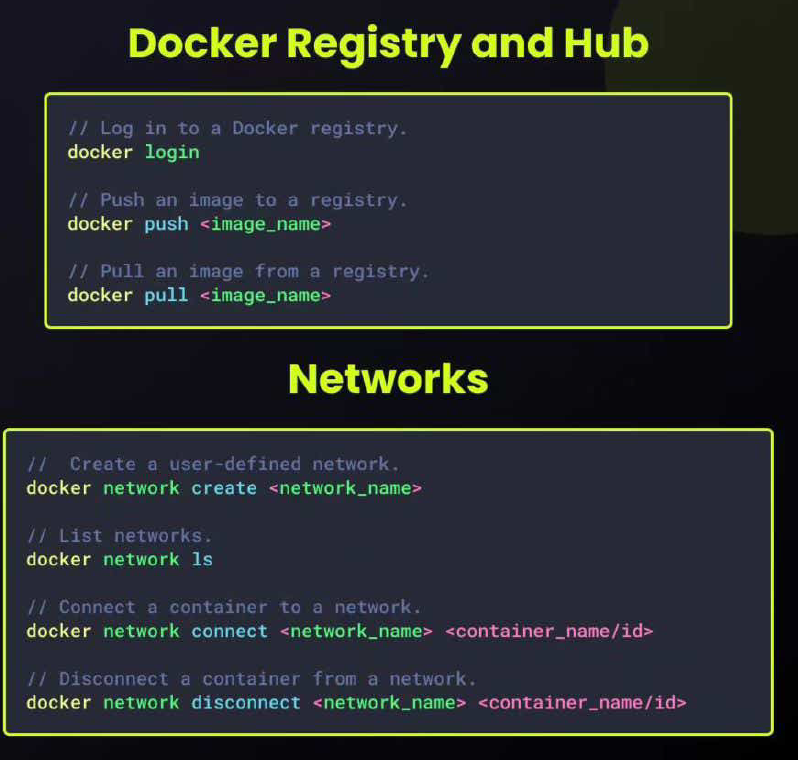 Docker Registry and Hub
// Log in to a Docker registry.
docker login
// Push an image to a registry.
docker push <image_name>
// Pull an image from a registry.
docker pull <image_name>
Networks
//  Create a user-defined network.
docker network create <network_name>
// List networks.
docker network ls
// Connect a container to a network.
docker network connect <network_name> <container_name/id>
// Disconnect a container from a network.
docker network disconnect <network_name> <container_name/id>